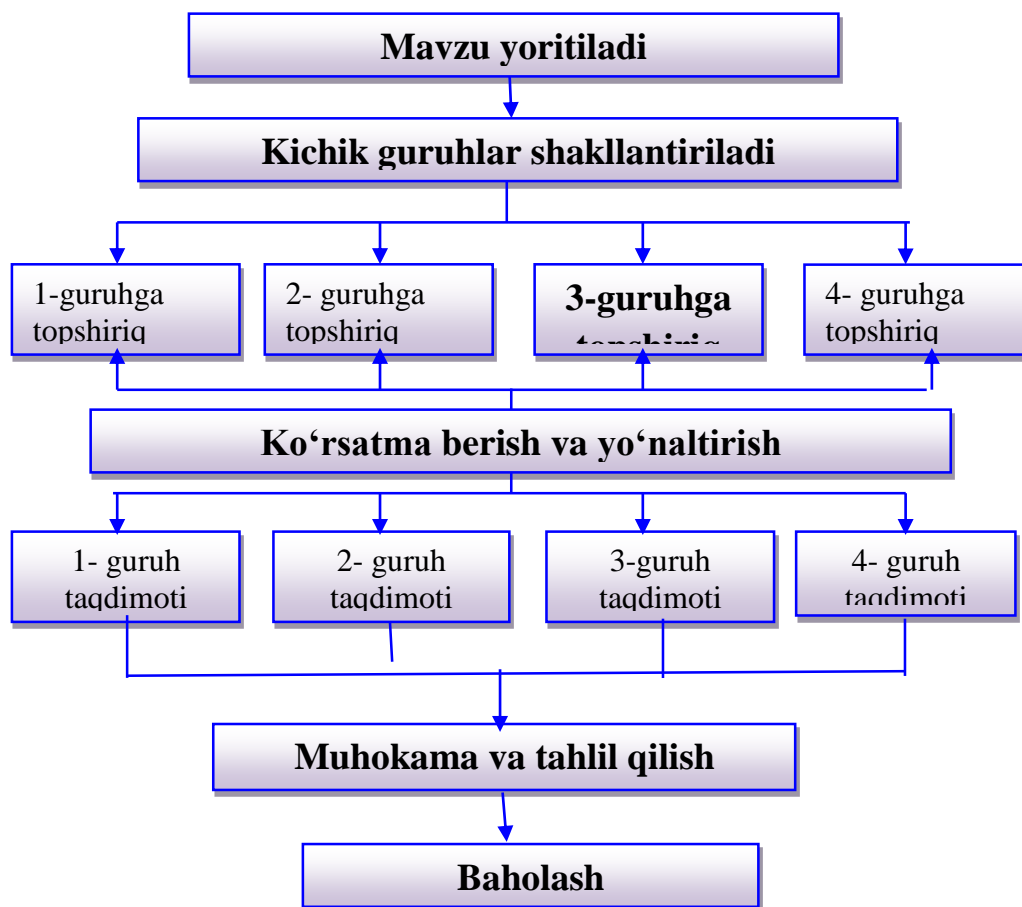 Mavzu yoritiladi
Kichik guruhlar shakllantiriladi
1-guruhga
topshiriq
2- guruhga
topshiriq
3-guruhga
topshiriq
4- guruhga
topshiriq
Ko‘rsatma berish va yo‘naltirish
1- guruh
taqdimoti
2- guruh
taqdimoti
3-guruh
taqdimoti
4- guruh
taqdimoti
Muhokama va tahlil qilish
Baholash